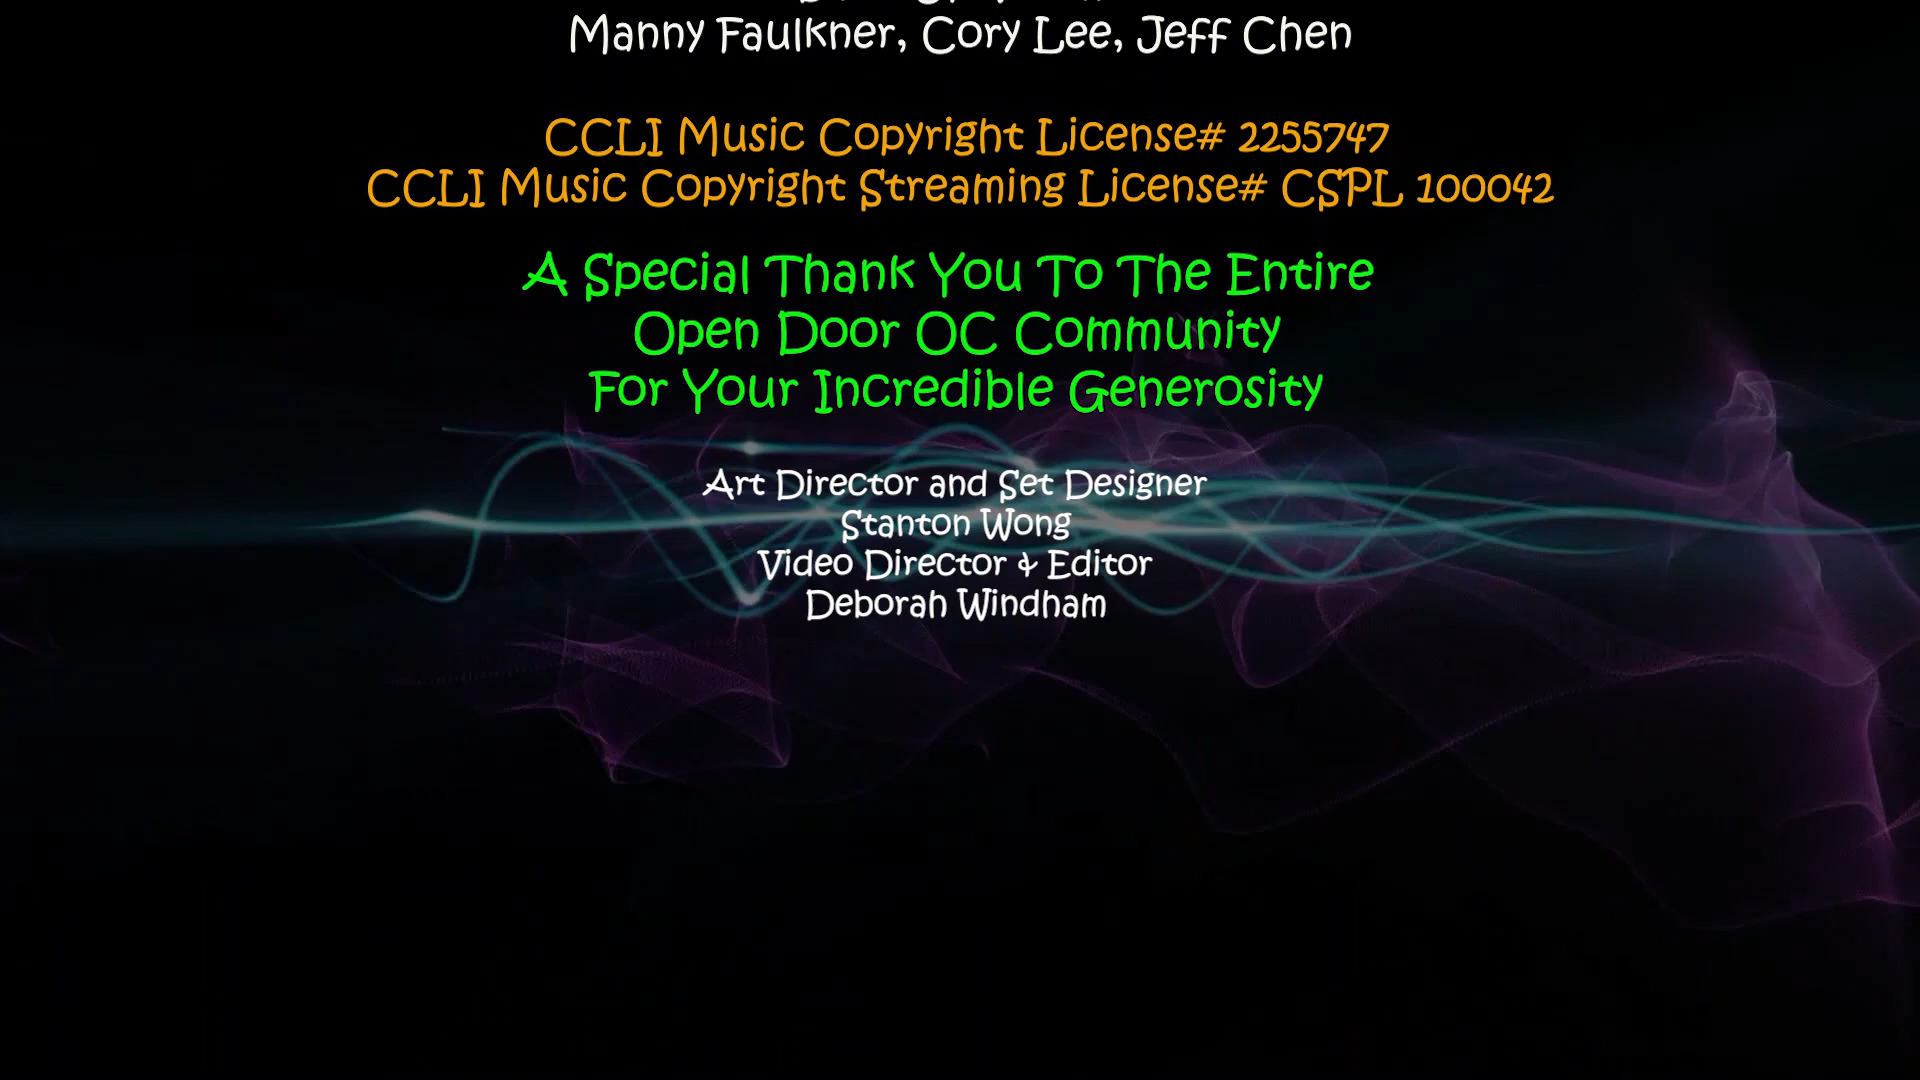 Manny Faulkner, Cory Lee, Jeff Chen
CCLI Music Copyright License# 2255747
CCLI Music Copyright Streaming License# CSPL 100042
A Special Thank You To The Entire
Open Door OC Community
For Your Incredible Generosity
Art Director and Set Designer
Stanton Wong
Video Director & Editor
Deborah Windham